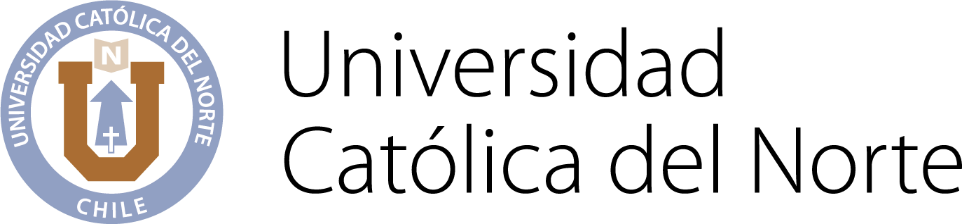 UNIVERSIDAD CATÓLICA DEL NORTE
N
CHILE
Universidad
Católica del Norte